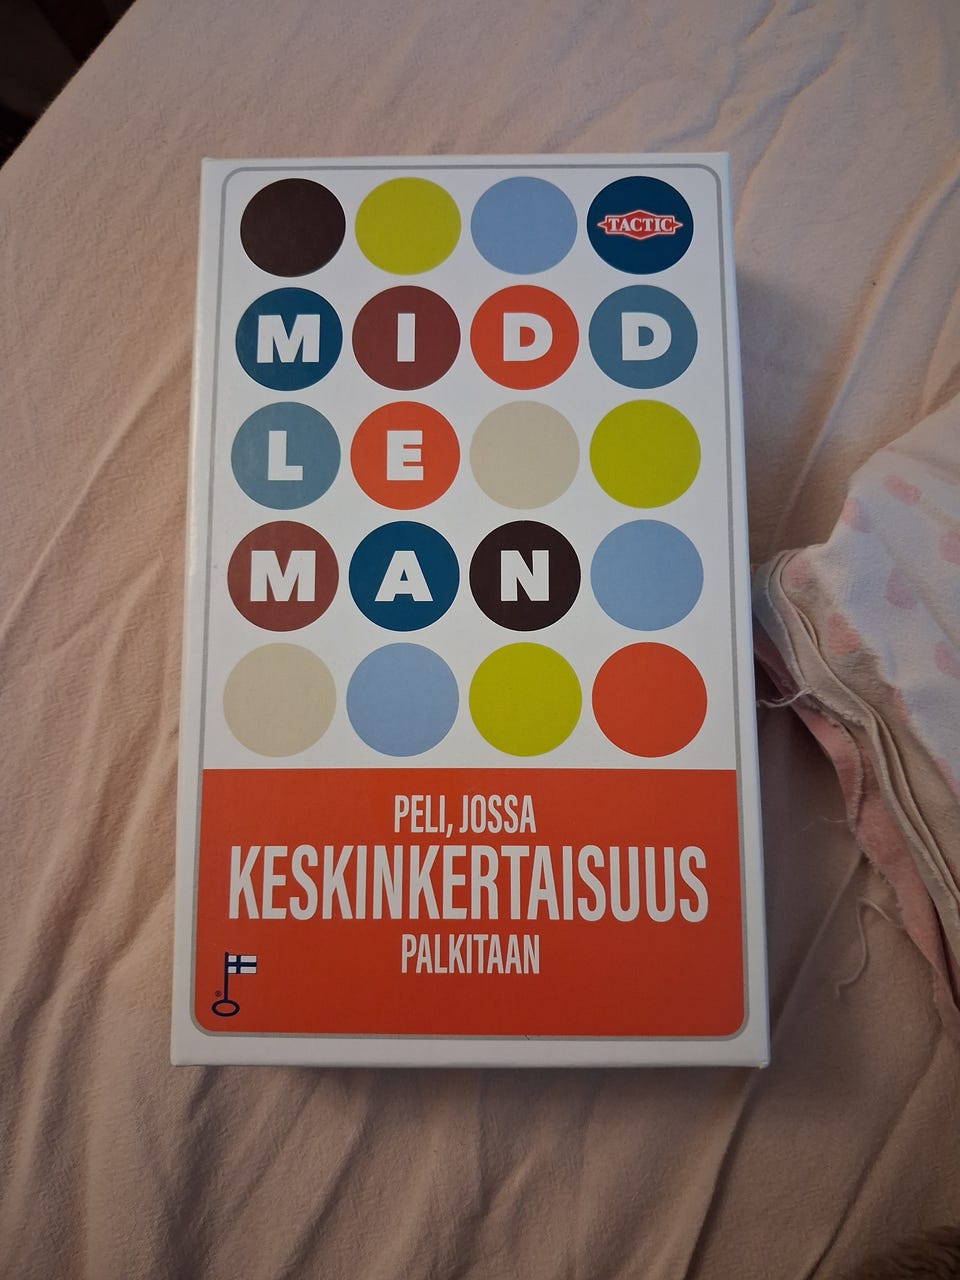 TACTIC
MIDD
LE
MAN
PELI, JOSSA
KESKINKERTAISUUS
PALKITAAN
®